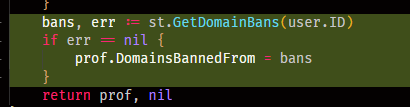 }
bans, err := st.GetDomainBans(user.ID)
if err == nil {
prof.DomainsBannedFrom = bans
}
return prof, nil